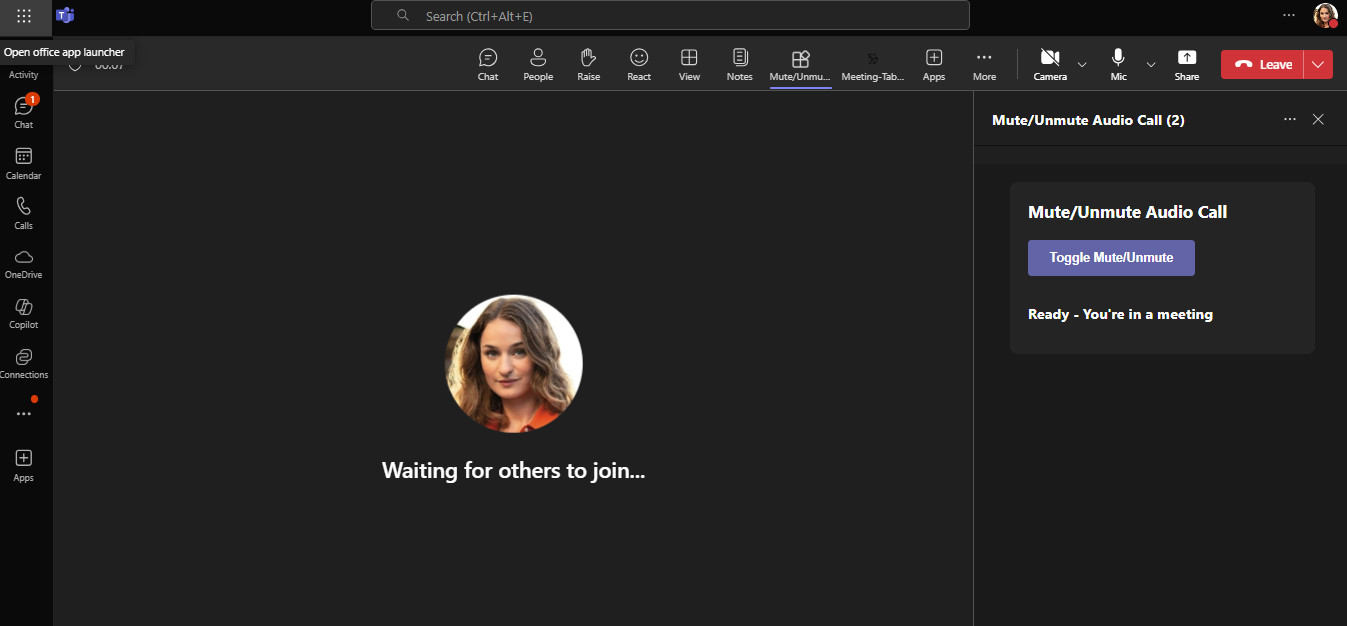 Search (Ctrl+Alt+E)
Open office app launcher
Activity
1
Chat
Calendar
Calls
OneDrive
Copilot
Connections
Apps
Chat
People
Raise
React
View
Notes
Mute/Unmu...
Meeting-Tab...
Apps
More
Camera
Mic
Share
Leave
Waiting for others to join...
Mute/Unmute Audio Call (2)
Mute/Unmute Audio Call
Toggle Mute/Unmute
Ready - You're in a meeting